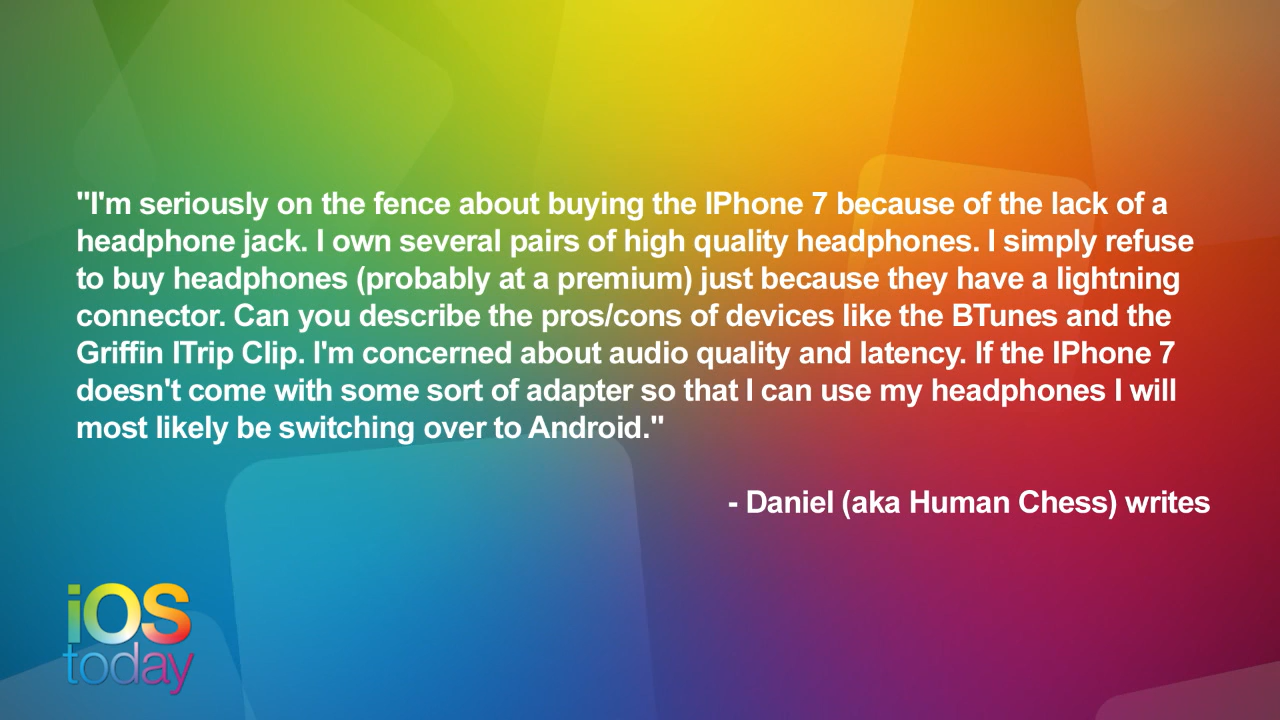 "I'm seriously on the fence about buying the IPhone 7 because of the lack of a
headphone jack. I own several pairs of high quality headphones. I simply refuse
to buy headphones (probably at a premium) just because they have a lightning
connector. Can you describe the pros/cons of devices like the BTunes and the
Griffin ITrip Clip. I'm concerned about audio quality and latency. If the IPhone 7
doesn't come with some sort of adapter so that I can use my headphones I will
most likely be switching over to Android."
- Daniel (aka Human Chess) writes
iOS
today